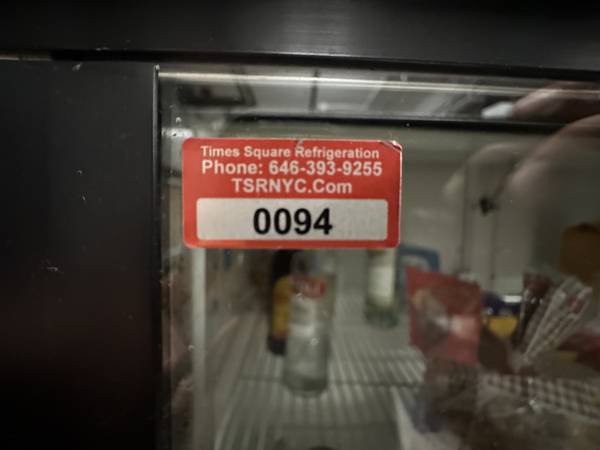 Times Square Refrigeration
Phone: 646-393-9255
TSRNYC.Com
0094